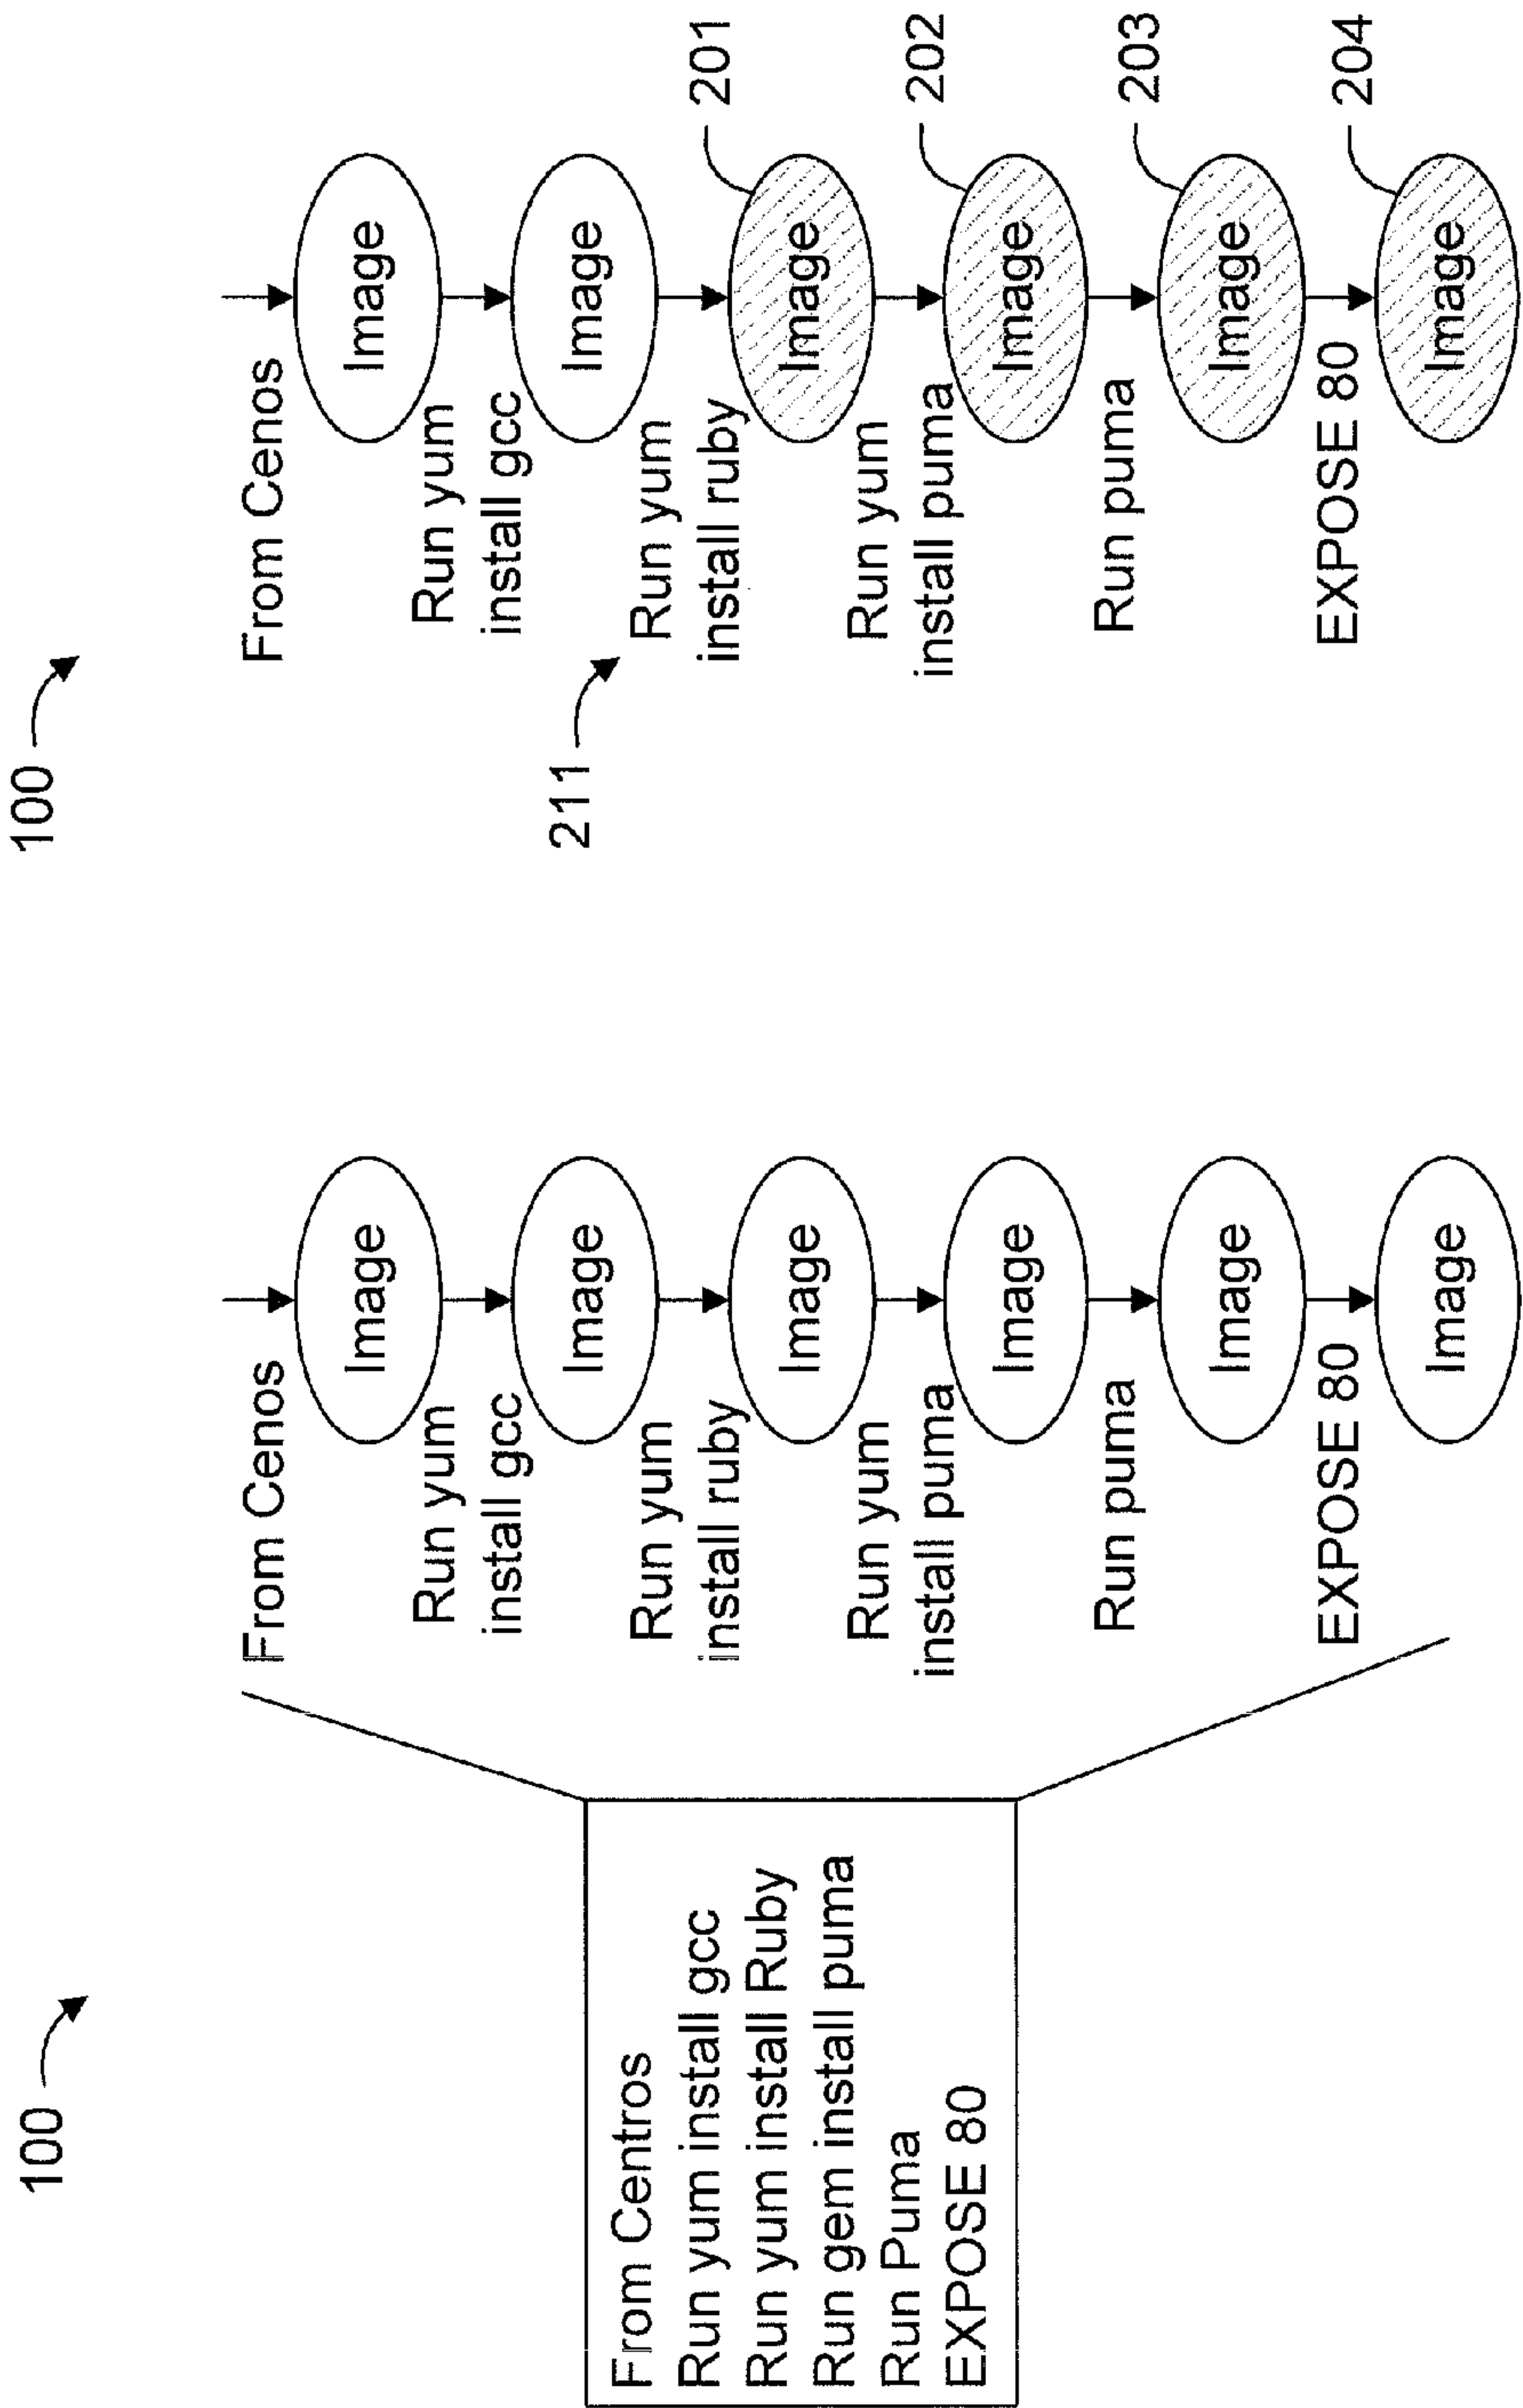 100
From Centros
Run yum install gcc
Run yum install Ruby
Run gem install puma
Run Puma
EXPOSE 80
From Cenos
Image
Run yum
install gcc
Image
Run yum
install ruby
Image
Run yum
install puma
Image
Run puma
Image
EXPOSE 80
Image
100
From Cenos
Image
Run yum
install gcc
Image
211
Run yum
install ruby
Image
201
Run yum
install puma
Image
202
Run puma
Image
203
EXPOSE 80
Image
204